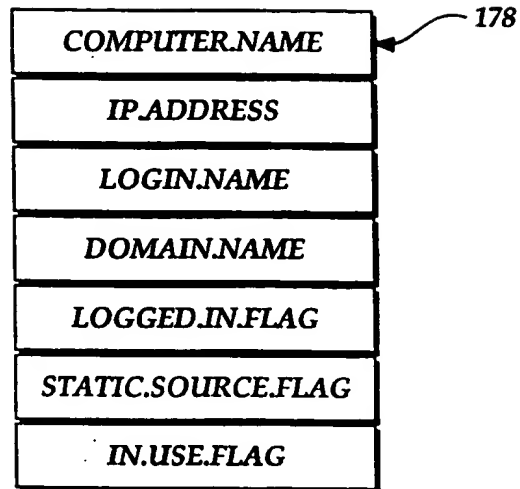 COMPUTER.NAME
178
IP.ADDRESS
LOGIN.NAME
DOMAIN.NAME
LOGGED.IN.FLAG
STATIC.SOURCE.FLAG
IN.USE.FLAG